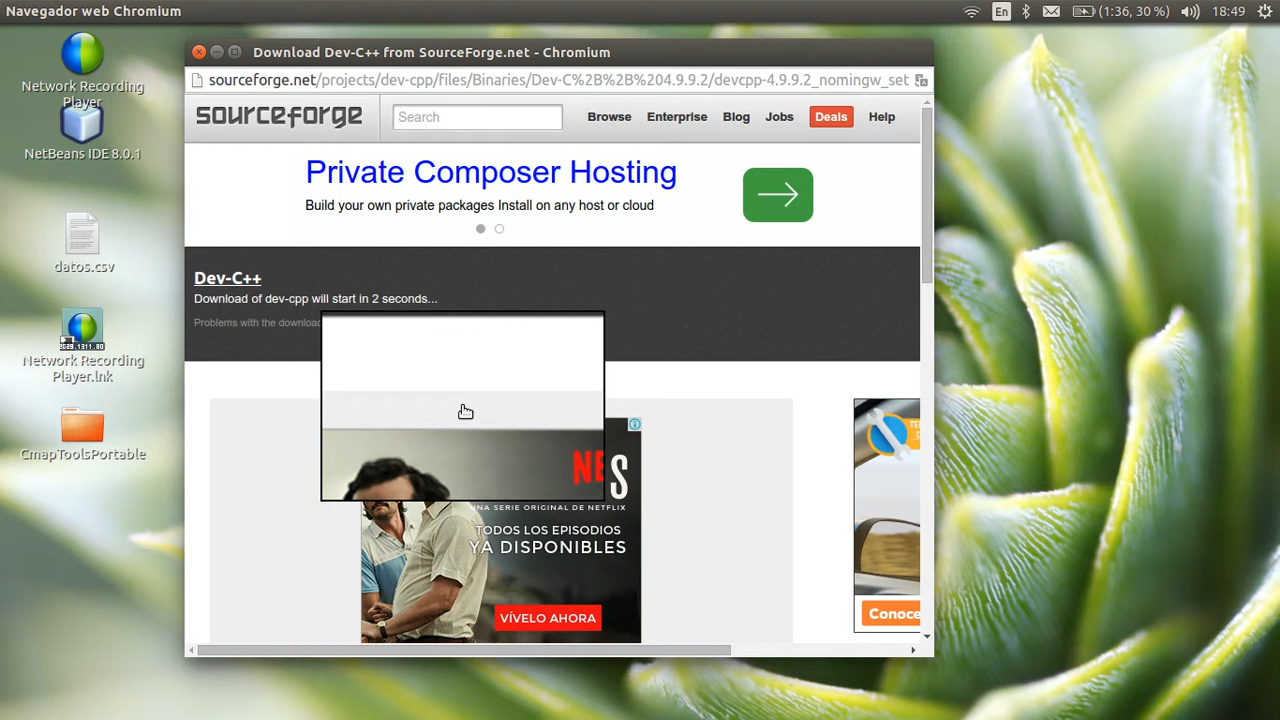 Navegador web Chromium
En
(1:36, 30 %)
18:49
Network Recording
Player
NetBeans IDE 8.0.1
datos.csv
Network Recording
Player.lnk
CmapToolsPortable
Download Dev-C++ from SourceForge.net - Chromium
sourceforge.net/projects/dev-cpp/files/Binaries/Dev-C%2B%2B%204.9.9.2/devcpp-4.9.9.2_nomingw_set
sourceforge
Search
Browse
Enterprise
Blog
Jobs
Deals
Help
Private Composer Hosting
Build your own private packages Install on any host or cloud
Dev-C++
Download of dev-cpp will start in 2 seconds...
Problems with the download
NE
S
UNA SERIE ORIGINAL DE NETFLIX
TODOS LOS EPISODIOS
YA DISPONIBLES
VÍVELO AHORA
Conoce